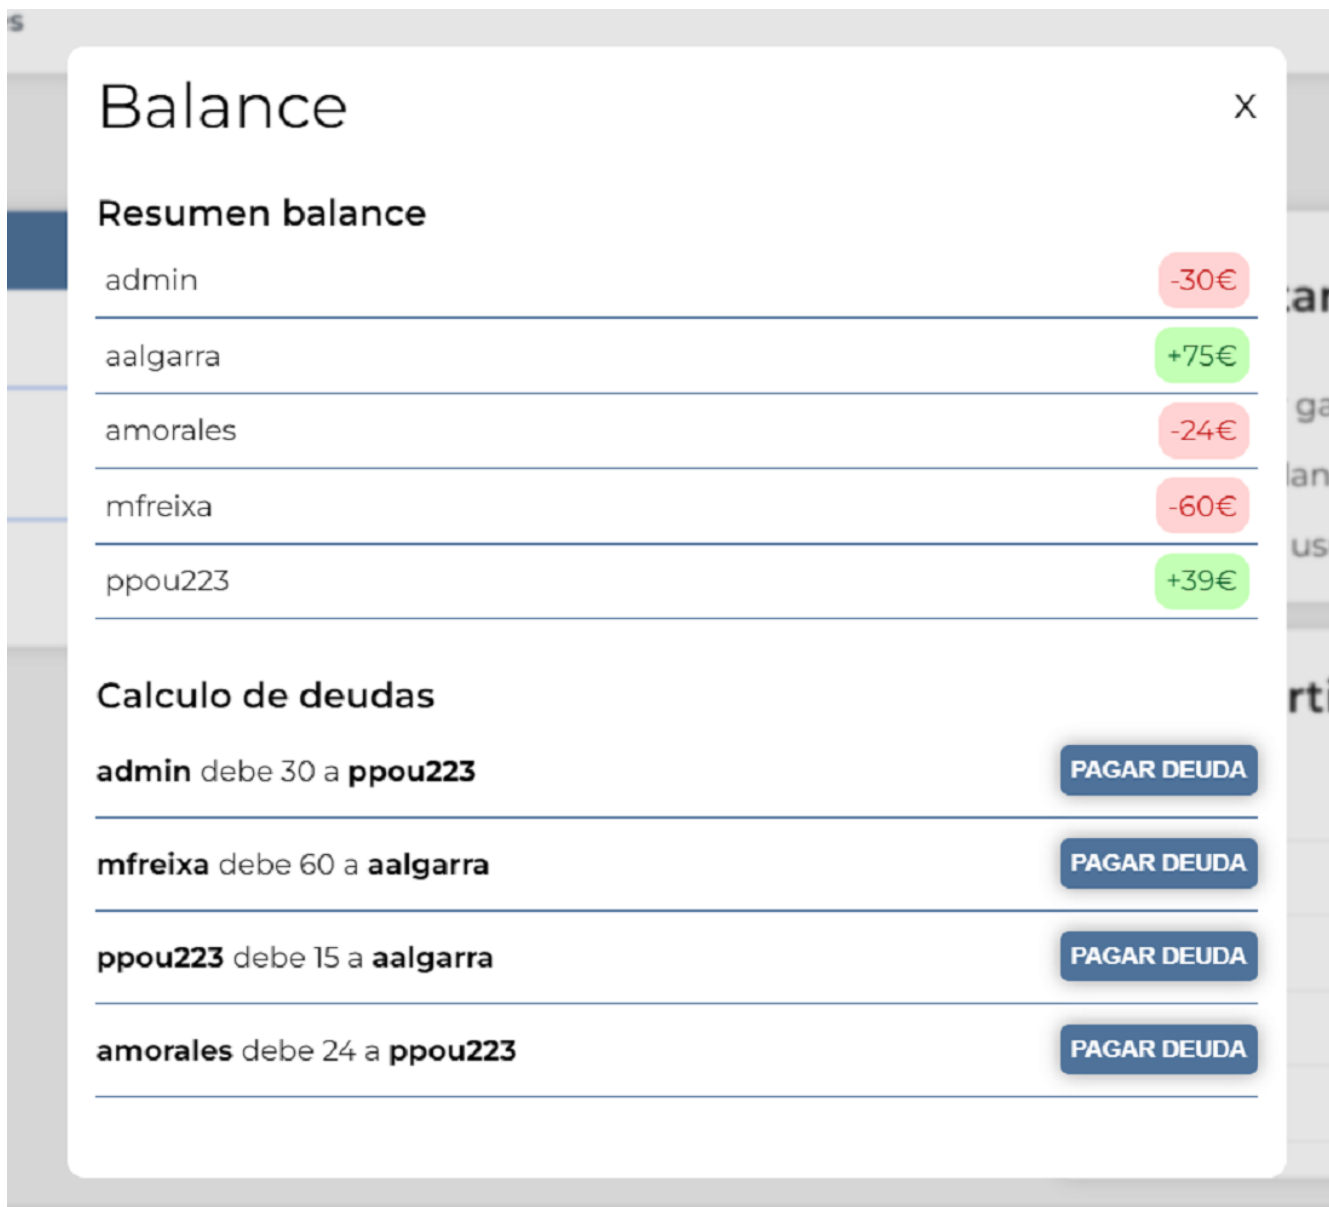 Balance
X
Resumen balance
admin -30€
aalgarra +75€
amorales -24€
mfreixa -60€
ppou223 +39€
Calculo de deudas
admin debe 30 a ppou223 PAGAR DEUDA
mfreixa debe 60 a aalgarra PAGAR DEUDA
ppou223 debe 15 a aalgarra PAGAR DEUDA
amorales debe 24 a ppou223 PAGAR DEUDA